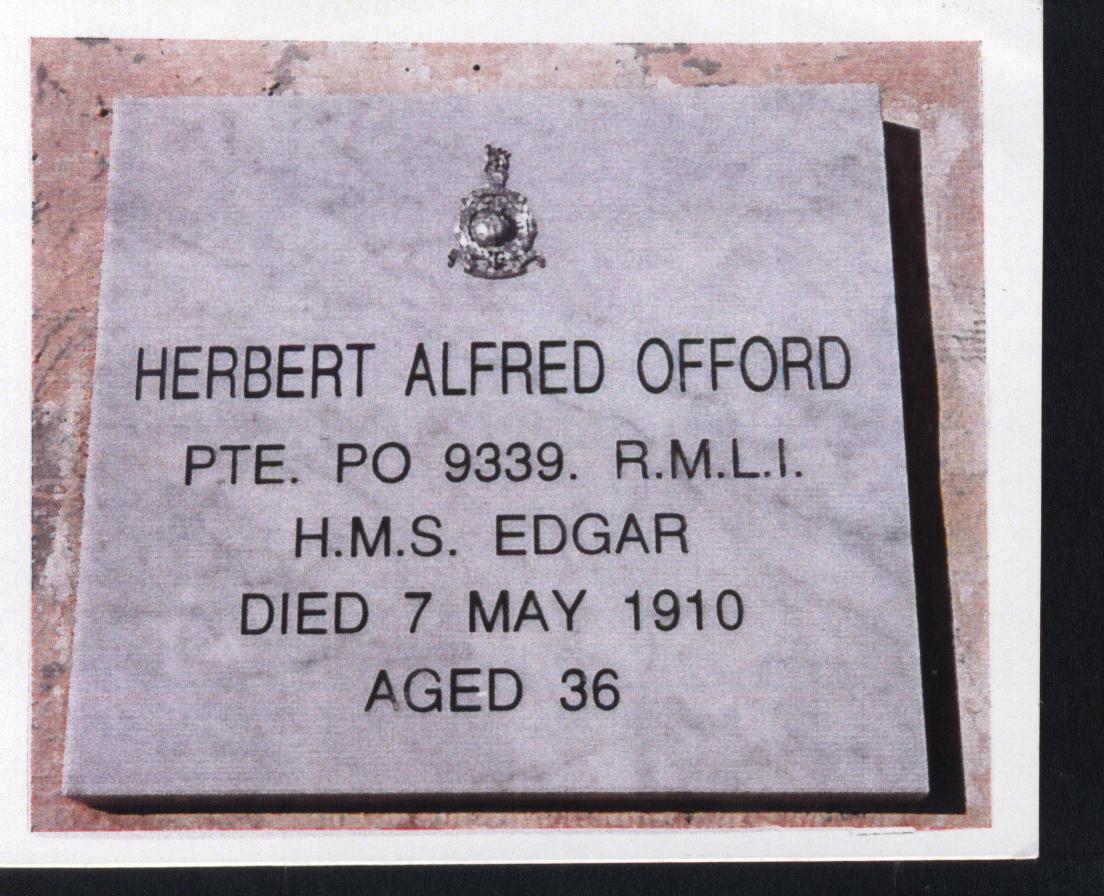 HERBERT ALFRED OFFORD
PTE. PO 9339. R.M.L.I.
H.M.S. EDGAR
DIED 7 MAY 1910
AGED 36